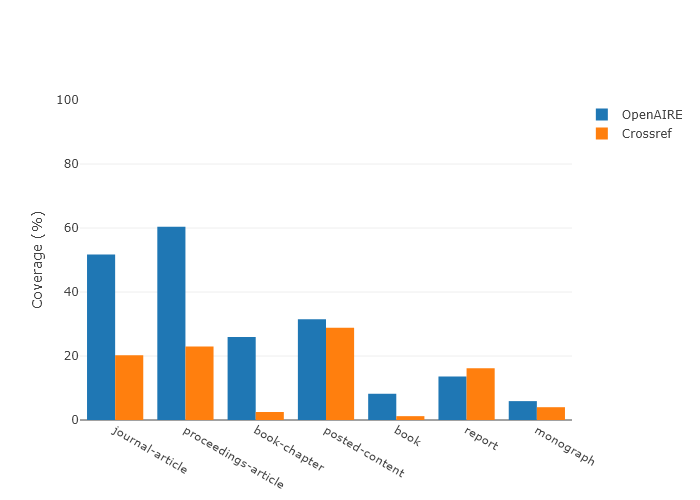 100
80
60
40
20
0
Coverage (%)
OpenAIRE
Crossref
journal-article
proceedings-article
book-chapter
posted-content
book
report
monograph